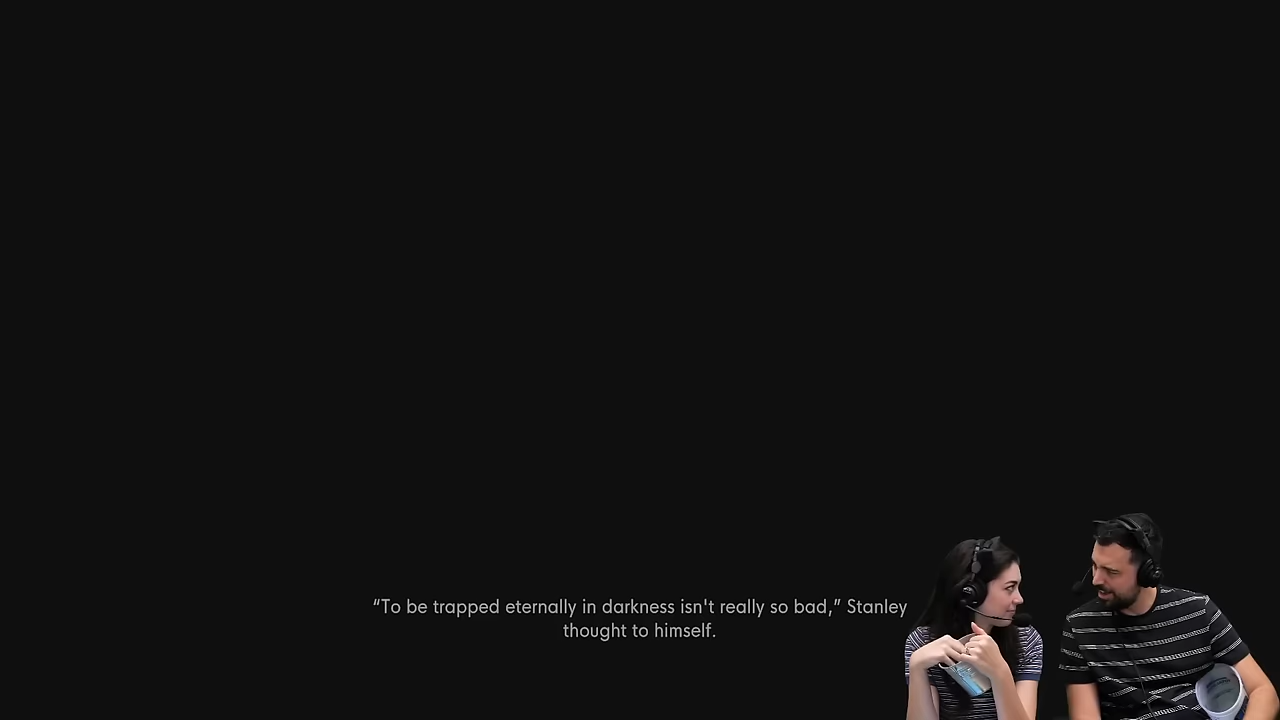 “To be trapped eternally in darkness isn't really so bad,” Stanley
thought to himself.